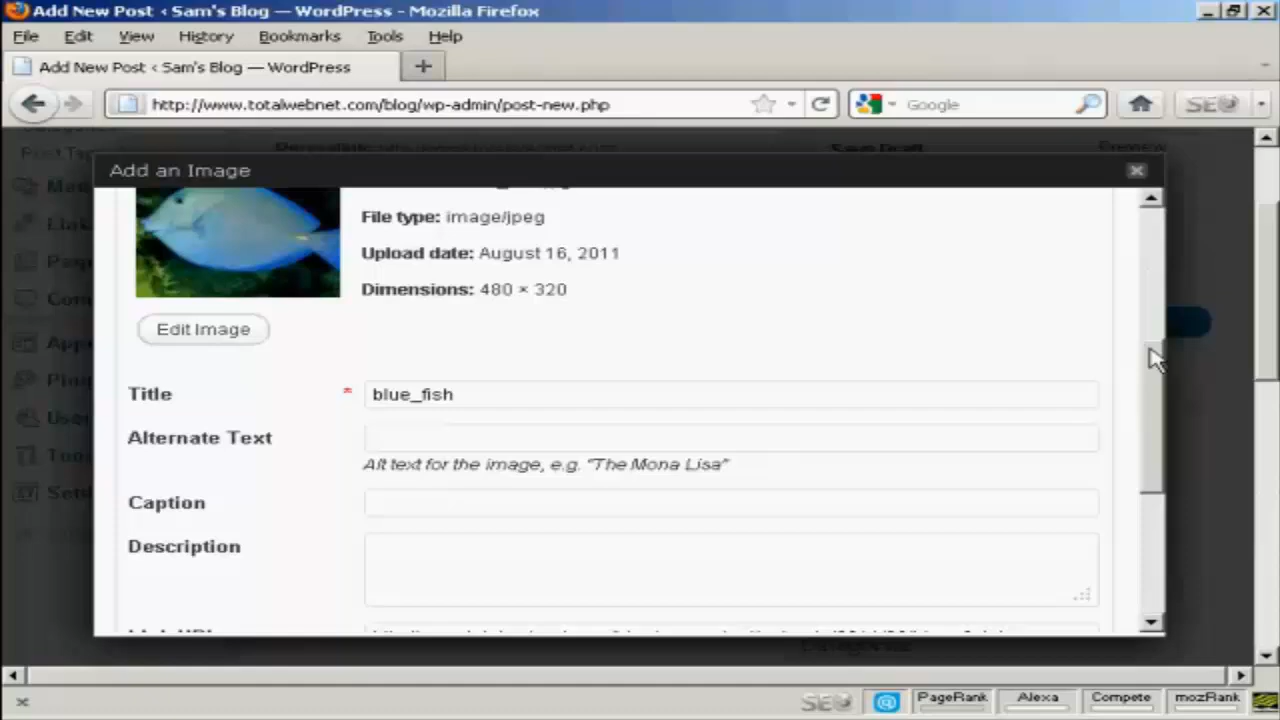 Add New Post ‹ Sam's Blog — WordPress - Mozilla Firefox
File Edit View History Bookmarks Tools Help
Add New Post ‹ Sam's Blog — WordPress
http://www.totalwebnet.com/blog/wp-admin/post-new.php Google SEO
Add an Image
File type: image/jpeg
Upload date: August 16, 2011
Dimensions: 480 × 320
Edit Image
Title * blue_fish
Alternate Text
Alt text for the image, e.g. “The Mona Lisa”
Caption
Description
SEO PageRank Alexa Compete mozRank